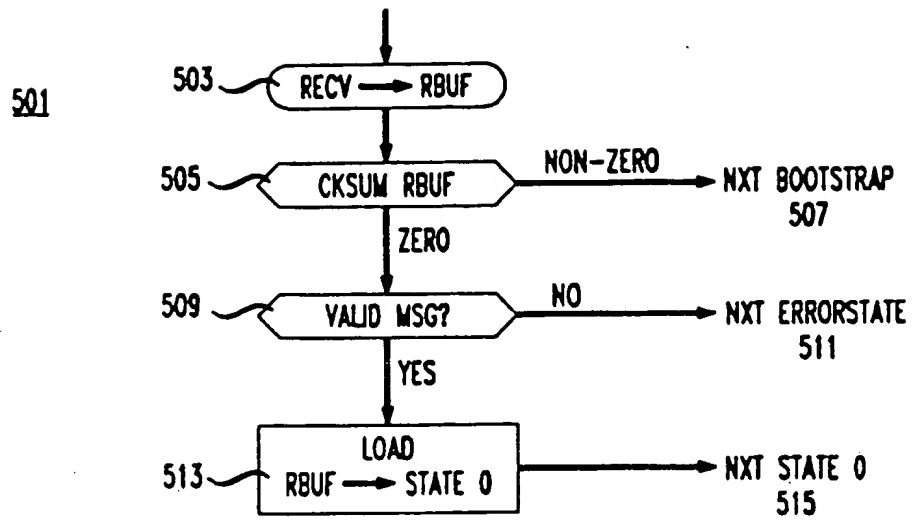 501
503
RECV → RBUF
505
CKSUM RBUF
NON-ZERO
NXT BOOTSTRAP
507
ZERO
509
VALID MSG?
NO
NXT ERRORSTATE
511
YES
513
LOAD
RBUF → STATE 0
NXT STATE 0
515